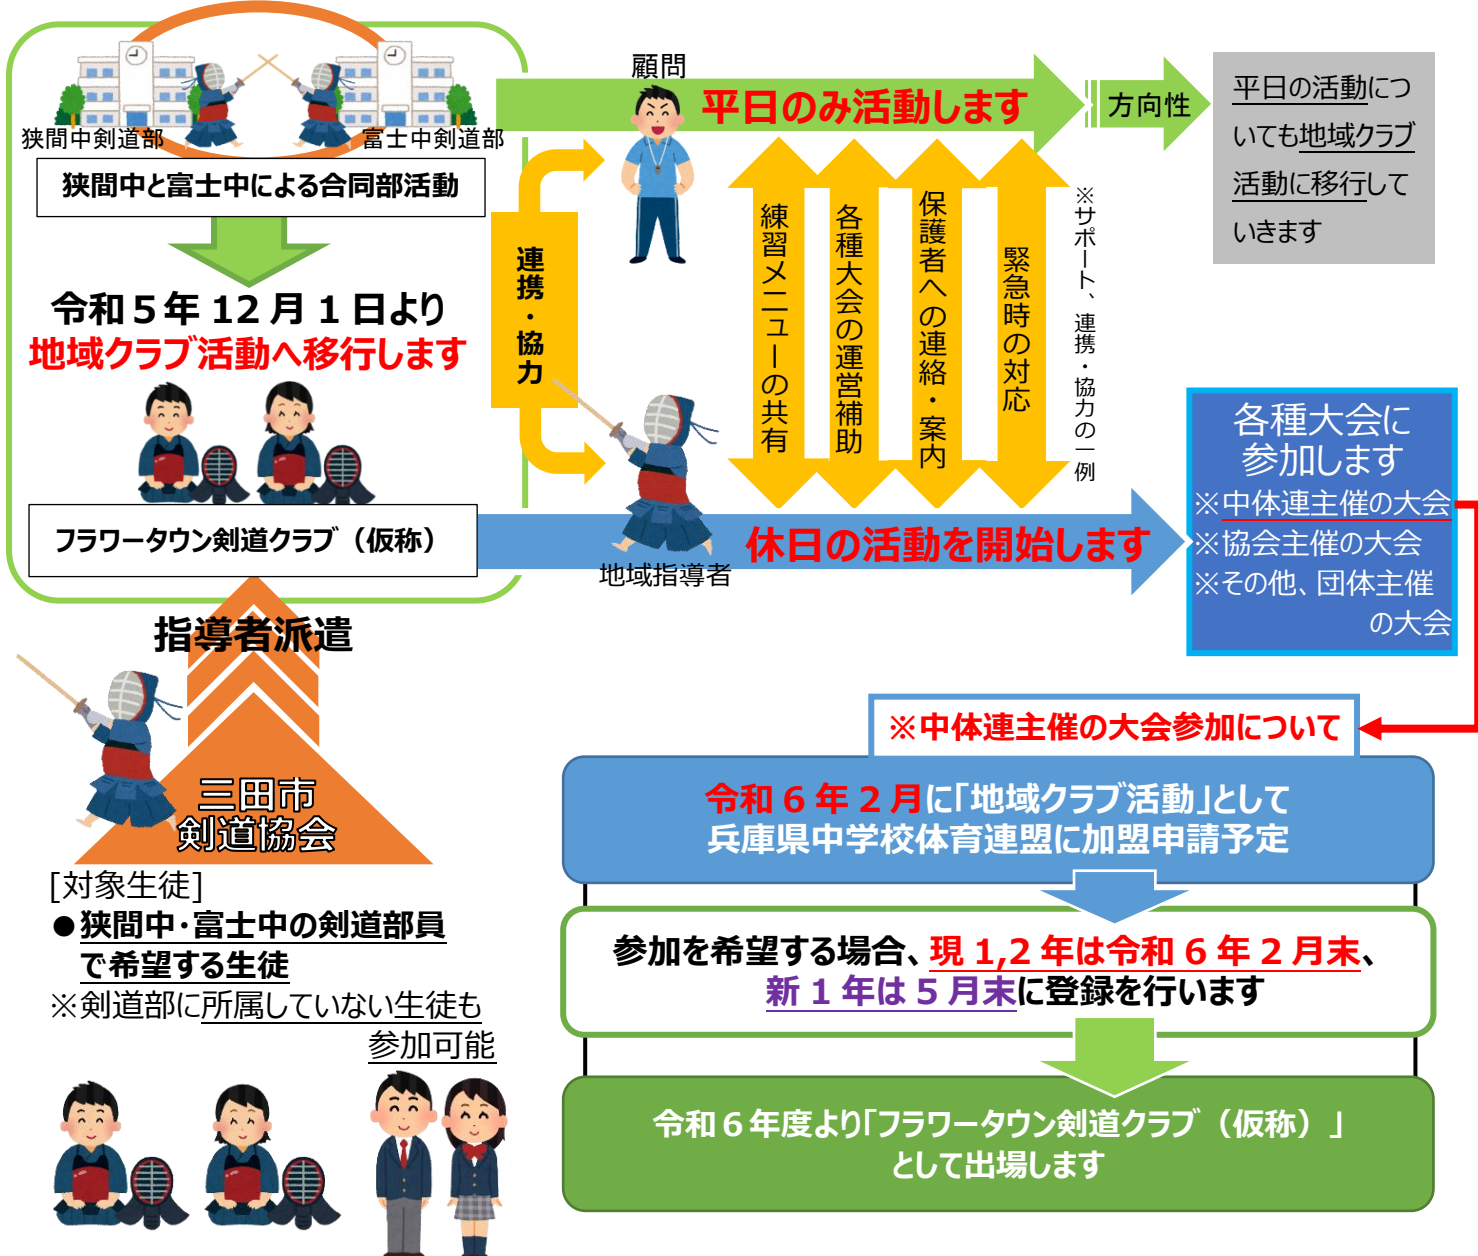 狭間中剣道部
富士中剣道部
狭間中と富士中による合同部活動
令和5年12月1日より
地域クラブ活動へ移行します
フラワータウン剣道クラブ（仮称）
指導者派遣
三田市
剣道協会
[対象生徒]
●狭間中・富士中の剣道部員
で希望する生徒
※剣道部に所属していない生徒も
参加可能
顧問
平日のみ活動します
方向性
平日の活動につ
いても地域クラブ
活動に移行して
いきます
連携・協力
練習メニューの共有
各種大会の運営補助
保護者への連絡・案内
緊急時の対応
※サポート、連携・協力の一例
地域指導者
休日の活動を開始します
各種大会に
参加します
※中体連主催の大会
※協会主催の大会
※その他、団体主催
の大会
※中体連主催の大会参加について
令和6年2月に「地域クラブ活動」として
兵庫県中学校体育連盟に加盟申請予定
参加を希望する場合、現1,2年は令和6年2月末、
新1年は5月末に登録を行います
令和6年度より「フラワータウン剣道クラブ（仮称）」
として出場します